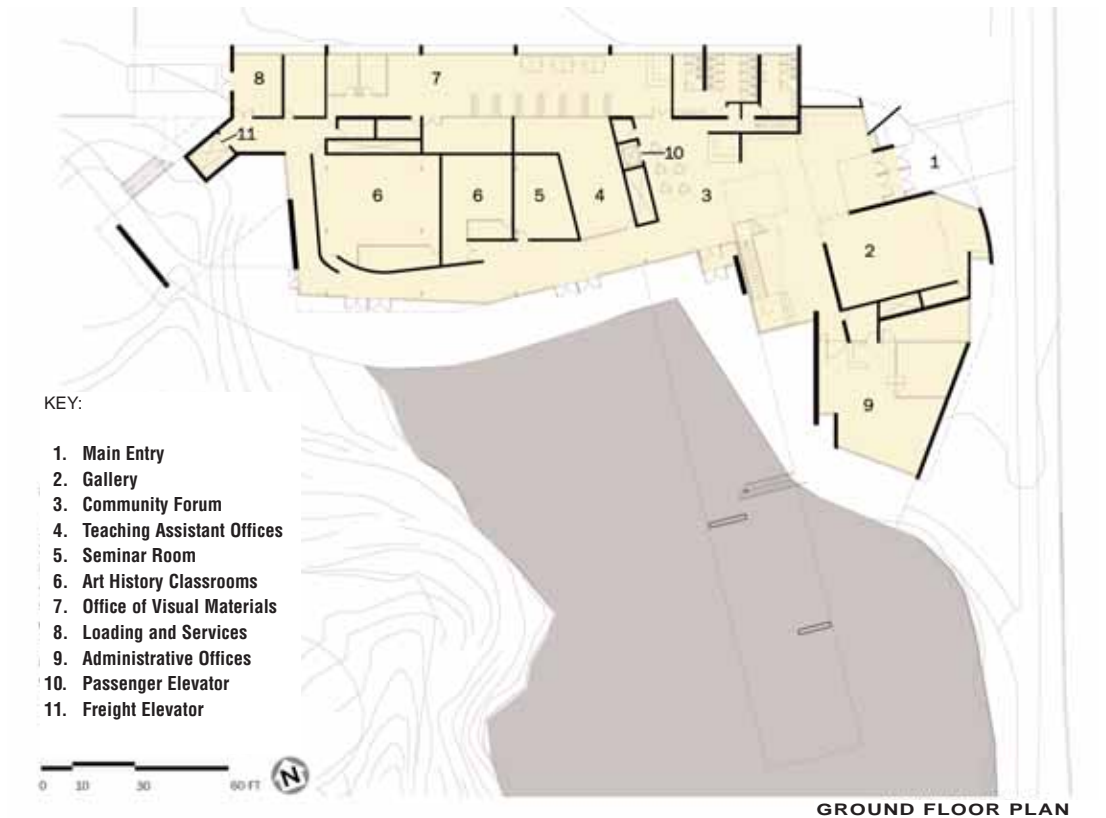 8
7
11
10
1
6
6
5
4
3
2
9
KEY:
1. Main Entry
2. Gallery
3. Community Forum
4. Teaching Assistant Offices
5. Seminar Room
6. Art History Classrooms
7. Office of Visual Materials
8. Loading and Services
9. Administrative Offices
10. Passenger Elevator
11. Freight Elevator
0 10 30 60 FT
N
GROUND FLOOR PLAN